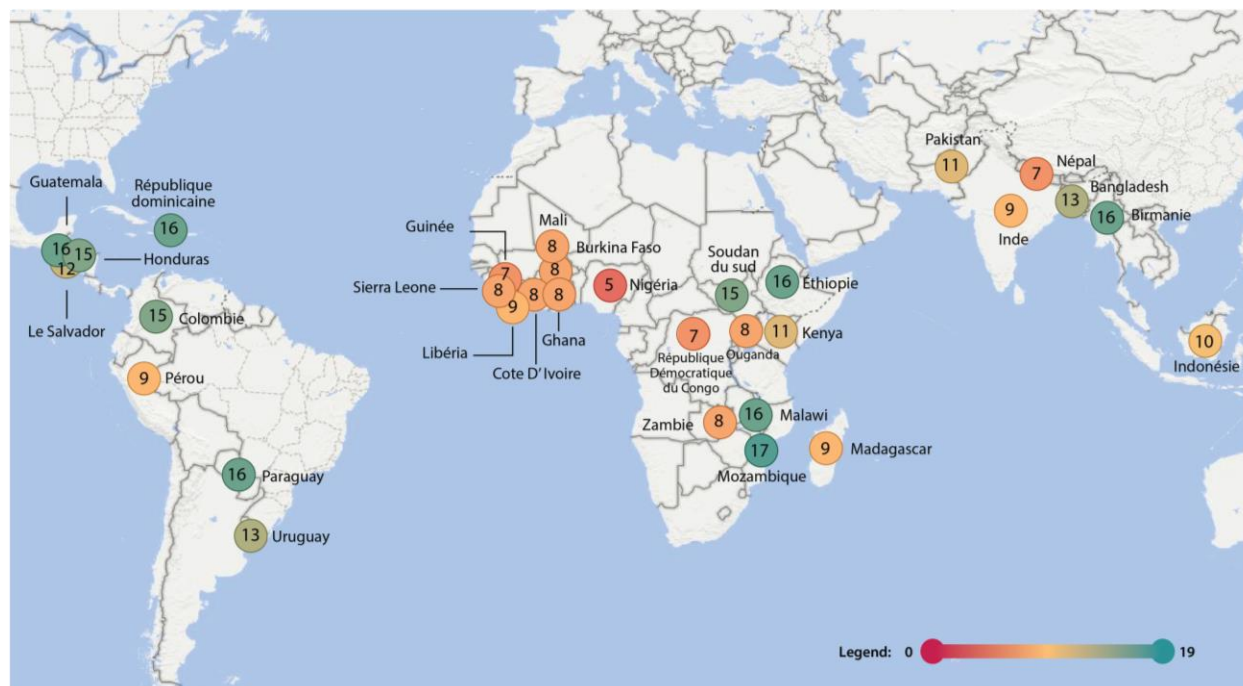 Guatemala
République
dominicaine
16
16
15
12
Honduras
Le Salvador
15
Colombie
9
Pérou
16
Paraguay
13
Uruguay
Mali
8
Burkina Faso
8
Guinée
7
Sierra Leone
8
9
Libéria
8
Cote D' Ivoire
8
Ghana
5
Nigéria
Soudan
du sud
15
16
Éthiopie
7
République
Démocratique
du Congo
8
Ouganda
11
Kenya
Zambie
8
16
Malawi
17
Mozambique
9
Madagascar
Pakistan
11
Népal
7
Bangladesh
13
9
Inde
16
Birmanie
10
Indonésie
Legend: 0 19